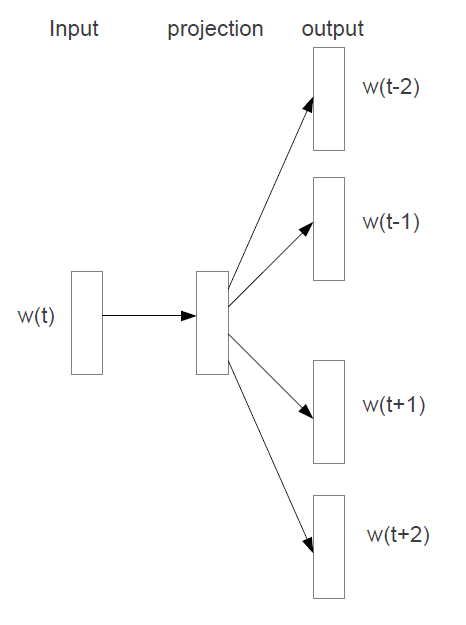 Input projection output
w(t-2)
w(t-1)
w(t)
w(t+1)
w(t+2)